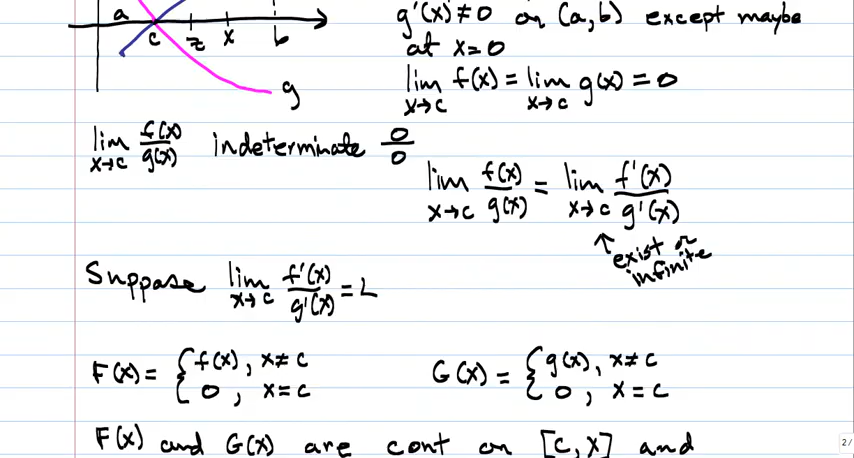 g'(x) ≠ 0 on (a,b) except maybe
at x = 0
lim x→c f(x) = lim x→c g(x) = 0
a c z x b
g
lim x→c f(x)/g(x) indeterminate 0/0
lim x→c f(x)/g(x) = lim x→c f'(x)/g'(x)
↑ exist or
infinite
Suppose lim x→c f'(x)/g'(x) = L
F(x) = { f(x), x ≠ c
0, x = c
G(x) = { g(x), x ≠ c
0, x = c
F(x) and G(x) are cont on [c,x] and
2/